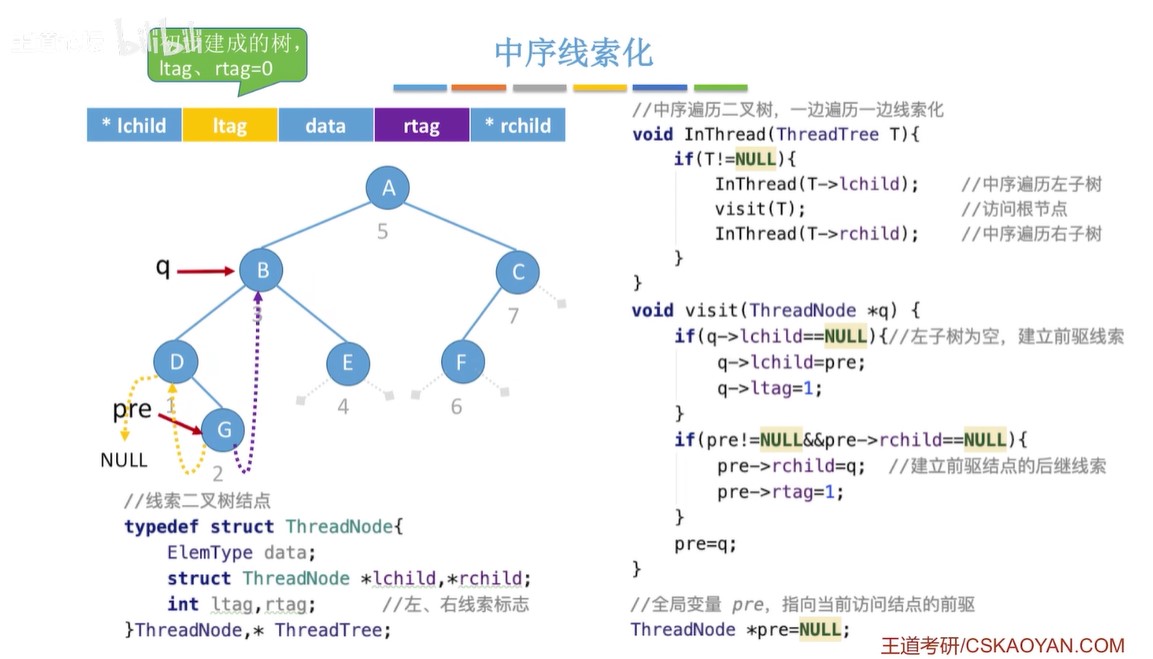 初步建成的树，
ltag、rtag=0
中序线索化
* lchild ltag data rtag * rchild
A
5
q
B
3
C
7
D
1
E
4
F
6
pre
G
2
NULL
//线索二叉树结点
typedef struct ThreadNode{
ElemType data;
struct ThreadNode *lchild,*rchild;
int ltag,rtag; //左、右线索标志
}ThreadNode,* ThreadTree;
//中序遍历二叉树，一边遍历一边线索化
void InThread(ThreadTree T){
if(T!=NULL){
InThread(T->lchild); //中序遍历左子树
visit(T); //访问根节点
InThread(T->rchild); //中序遍历右子树
}
}
void visit(ThreadNode *q) {
if(q->lchild==NULL){//左子树为空，建立前驱线索
q->lchild=pre;
q->ltag=1;
}
if(pre!=NULL&&pre->rchild==NULL){
pre->rchild=q; //建立前驱结点的后继线索
pre->rtag=1;
}
pre=q;
}
//全局变量 pre，指向当前访问结点的前驱
ThreadNode *pre=NULL;
王道考研/CSKAOYAN.COM